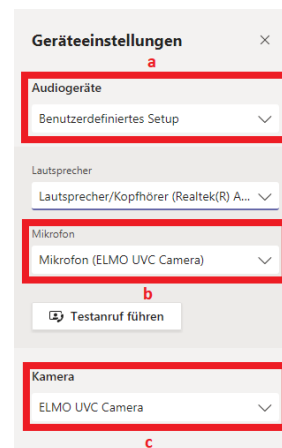 Geräteeinstellungen
a
Audiogeräte
Benutzerdefiniertes Setup
Lautsprecher
Lautsprecher/Kopfhörer (Realtek(R) A...
Mikrofon
Mikrofon (ELMO UVC Camera)
b
Testanruf führen
Kamera
ELMO UVC Camera
c